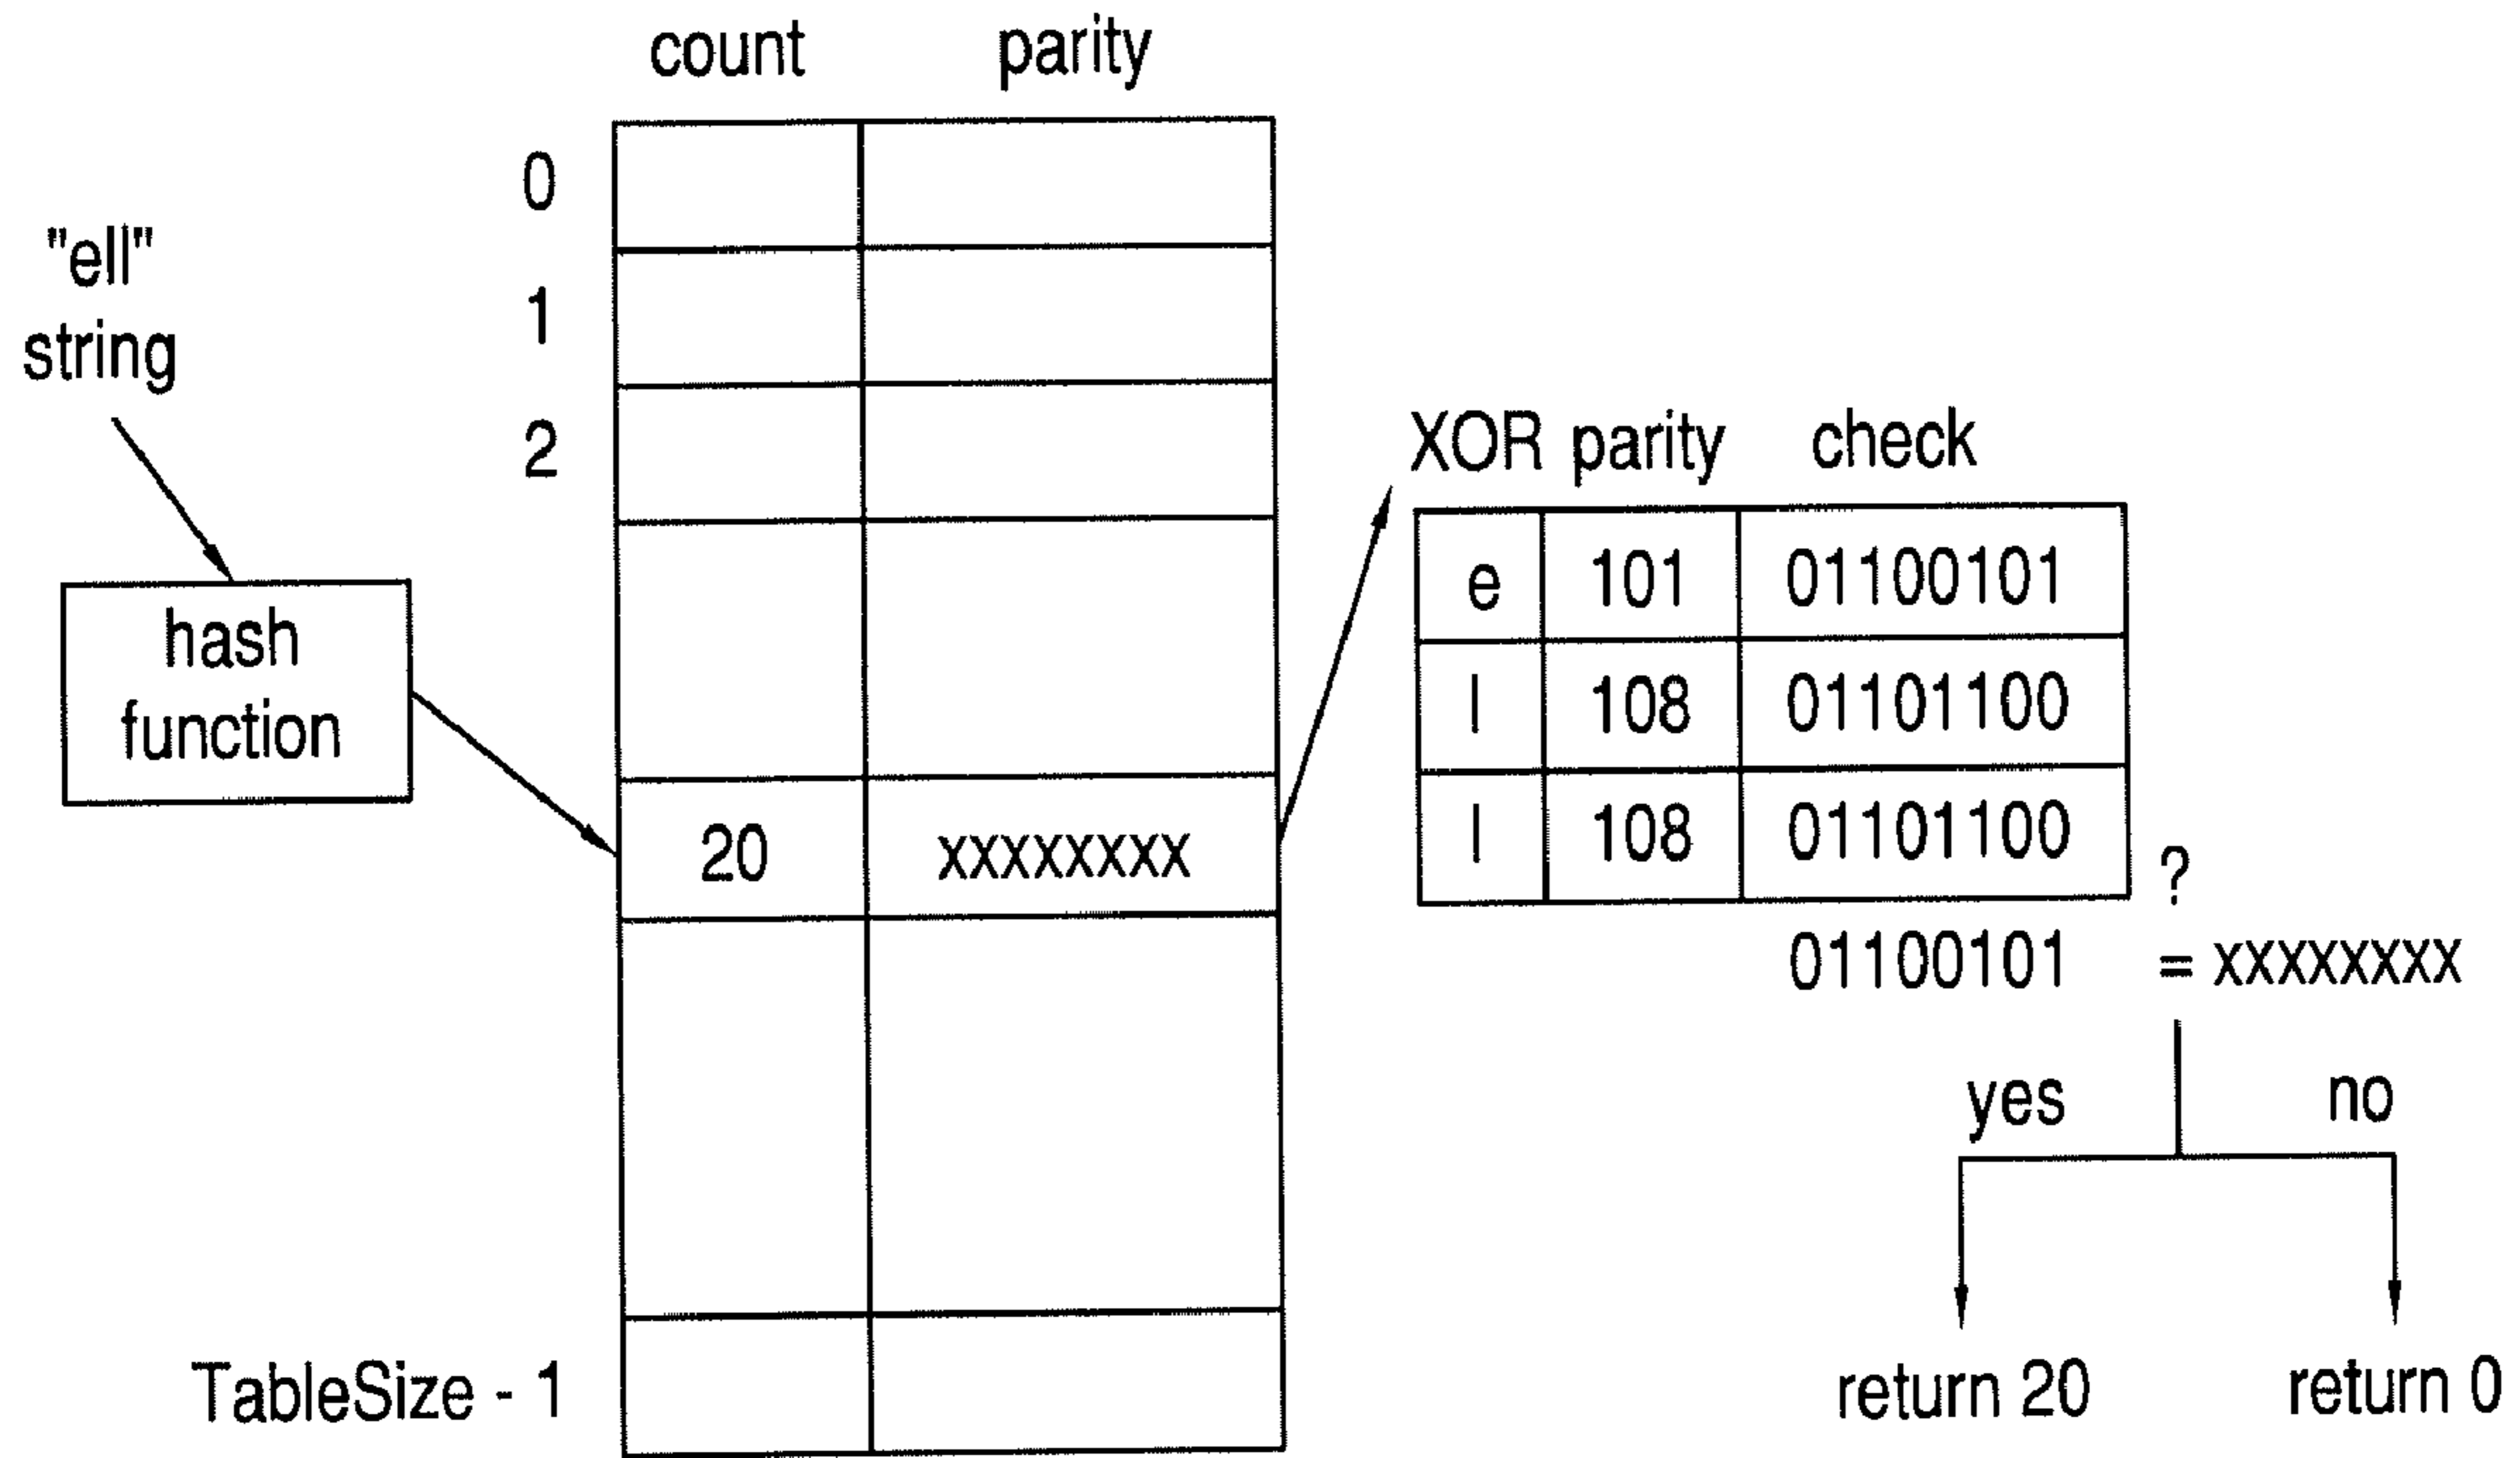 count parity
0
1
2
"ell"
string
hash
function
20 xxxxxxxx
TableSize - 1
XOR parity check
e 101 01100101
l 108 01101100
l 108 01101100
?
01100101 = xxxxxxxx
yes no
return 20 return 0